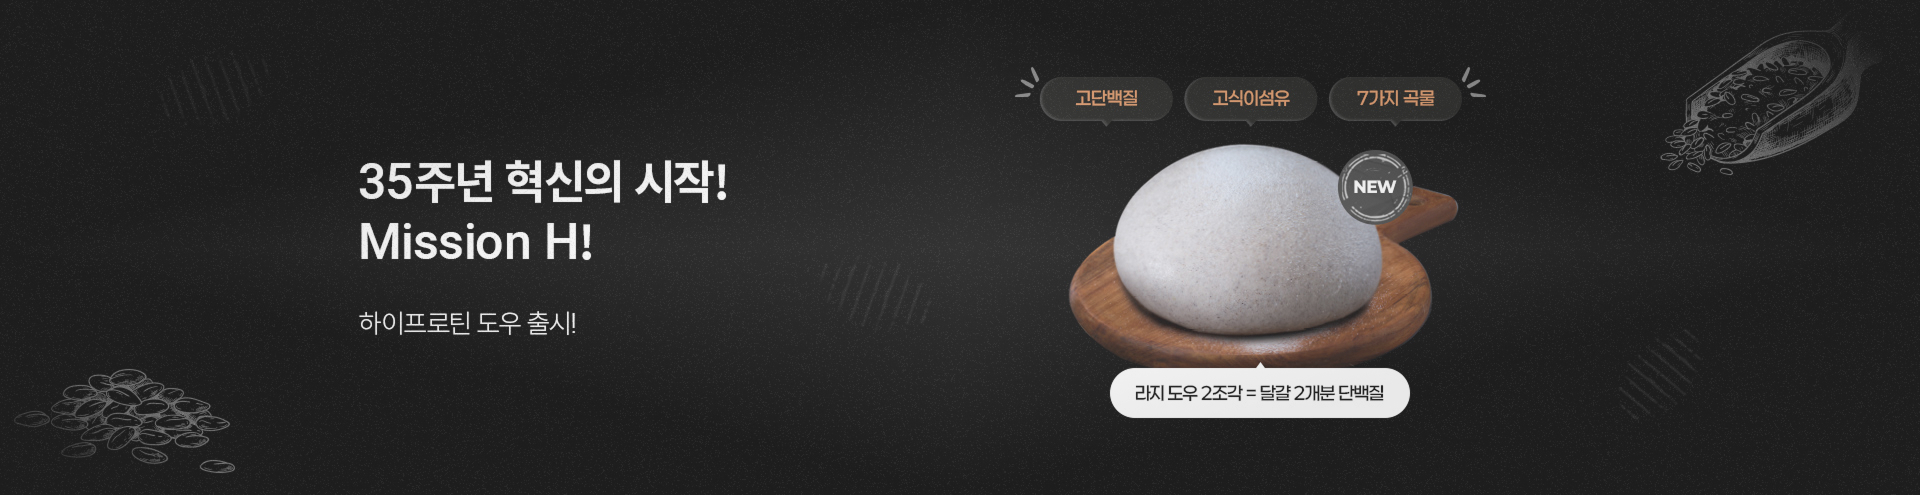 35주년 혁신의 시작!
Mission H!
하이프로틴 도우 출시!
고단백질
고식이섬유
7가지 곡물
NEW
라지 도우 2조각 = 달걀 2개분 단백질